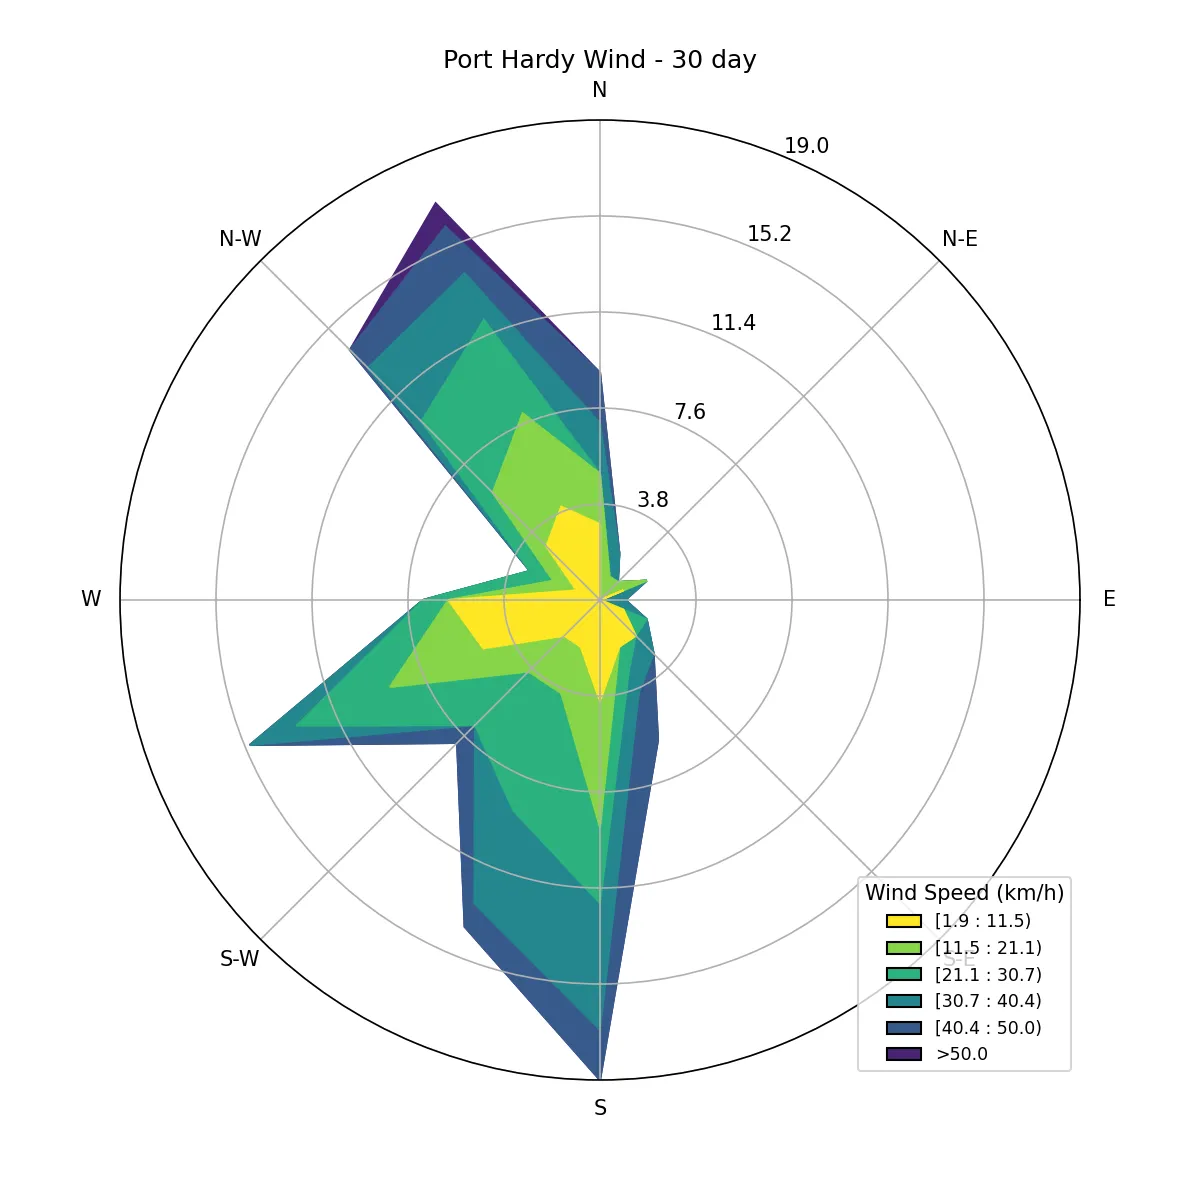 Port Hardy Wind - 30 day
N
19.0
15.2
N-W
N-E
11.4
7.6
3.8
W
E
Wind Speed (km/h)
[1.9 : 11.5)
[11.5 : 21.1)
S-W
S-E
[21.1 : 30.7)
[30.7 : 40.4)
[40.4 : 50.0)
>50.0
S